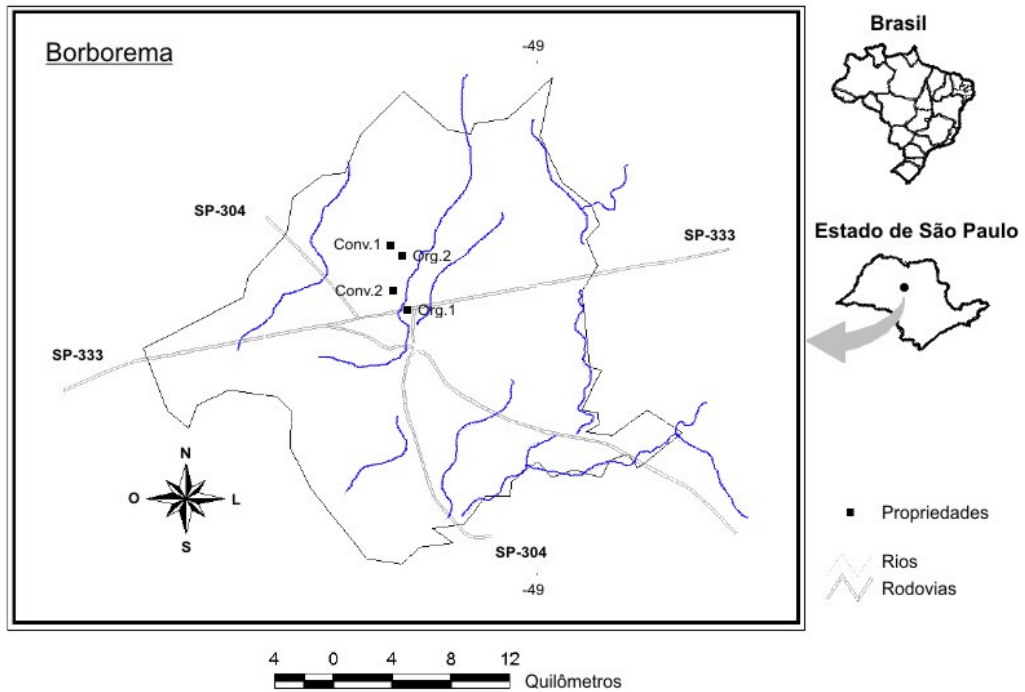 Borborema
-49
Brasil
SP-304
Conv.1
Org.2
SP-333
Estado de São Paulo
Conv.2
Org.1
SP-333
N
O
L
S
SP-304
-49
Propriedades
Rios
Rodovias
4 0 4 8 12
Quilômetros